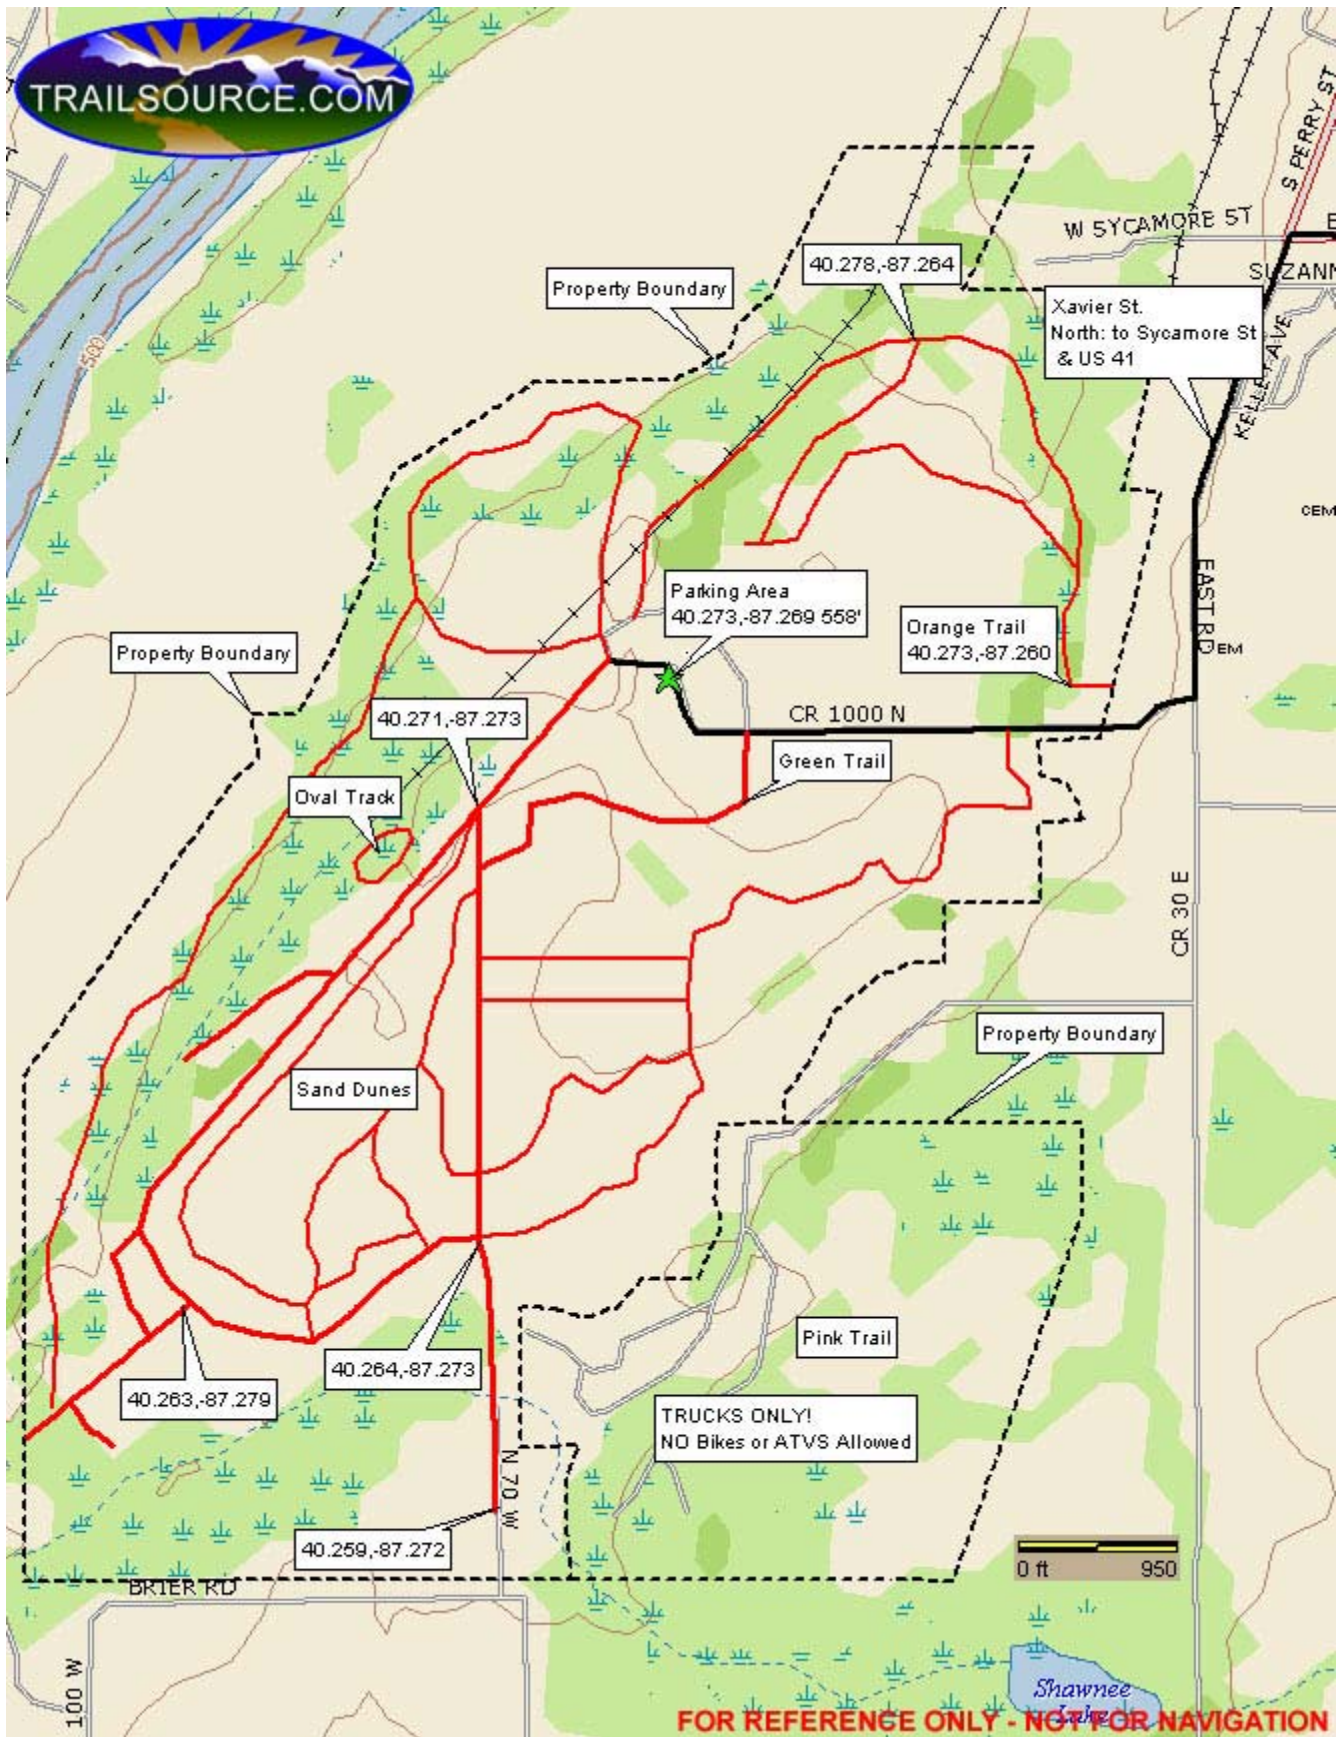 TRAILSOURCE.COM
S PERRY ST
W SYCAMORE ST
E
40.278,-87.264
SUZANN
Property Boundary
Xavier St.
North: to Sycamore St
& US 41
KELLEY AVE
500
CEM
EAST RD
Parking Area
40.273,-87.269 558'
Orange Trail
40.273,-87.260
EM
Property Boundary
40.271,-87.273
CR 1000 N
Green Trail
Oval Track
CR 30 E
Property Boundary
Sand Dunes
Pink Trail
40.264,-87.273
40.263,-87.279
TRUCKS ONLY!
NO Bikes or ATVS Allowed
N 70 W
40.259,-87.272
0 ft 950
BRIER RD
100 W
Shawnee
Lake
FOR REFERENCE ONLY - NOT FOR NAVIGATION